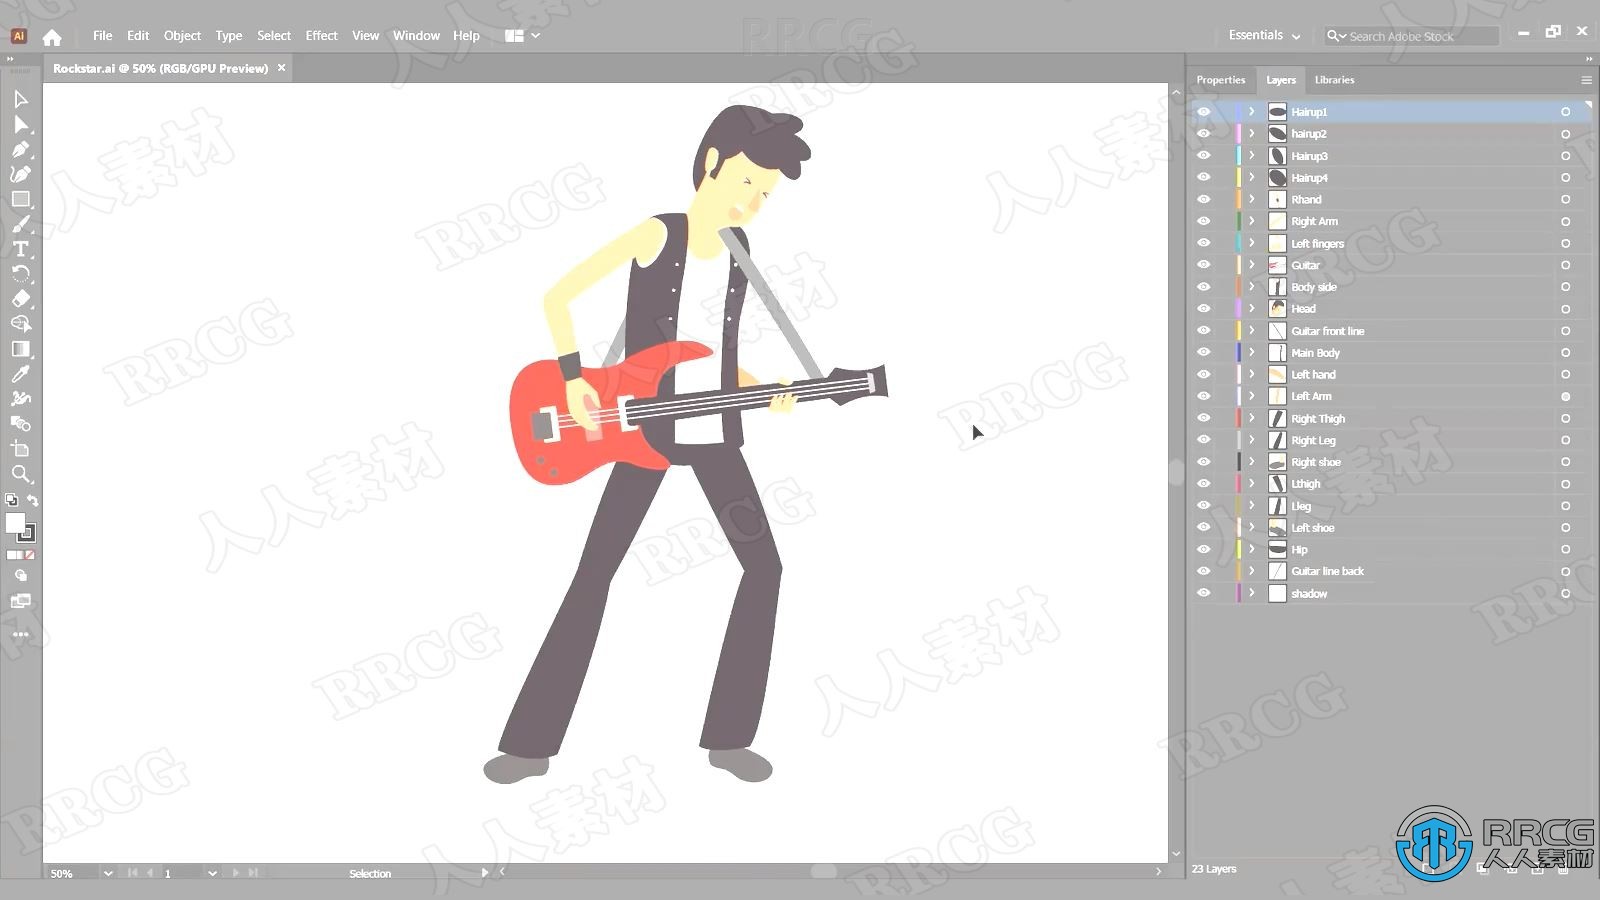 Ai File Edit Object Type Select Effect View Window Help
Essentials
Search Adobe Stock
Rockstar.ai @ 50% (RGB/GPU Preview) ×
Properties Layers Libraries
Hairup1
hairup2
Hairup3
Hairup4
Rhand
Right Arm
Left fingers
Guitar
Body side
Head
Guitar front line
Main Body
Left hand
Left Arm
Right Thigh
Right Leg
Right shoe
Lthigh
Lleg
Left shoe
Hip
Guitar line back
shadow
50% 1 Selection
23 Layers
RRCG
人人素材